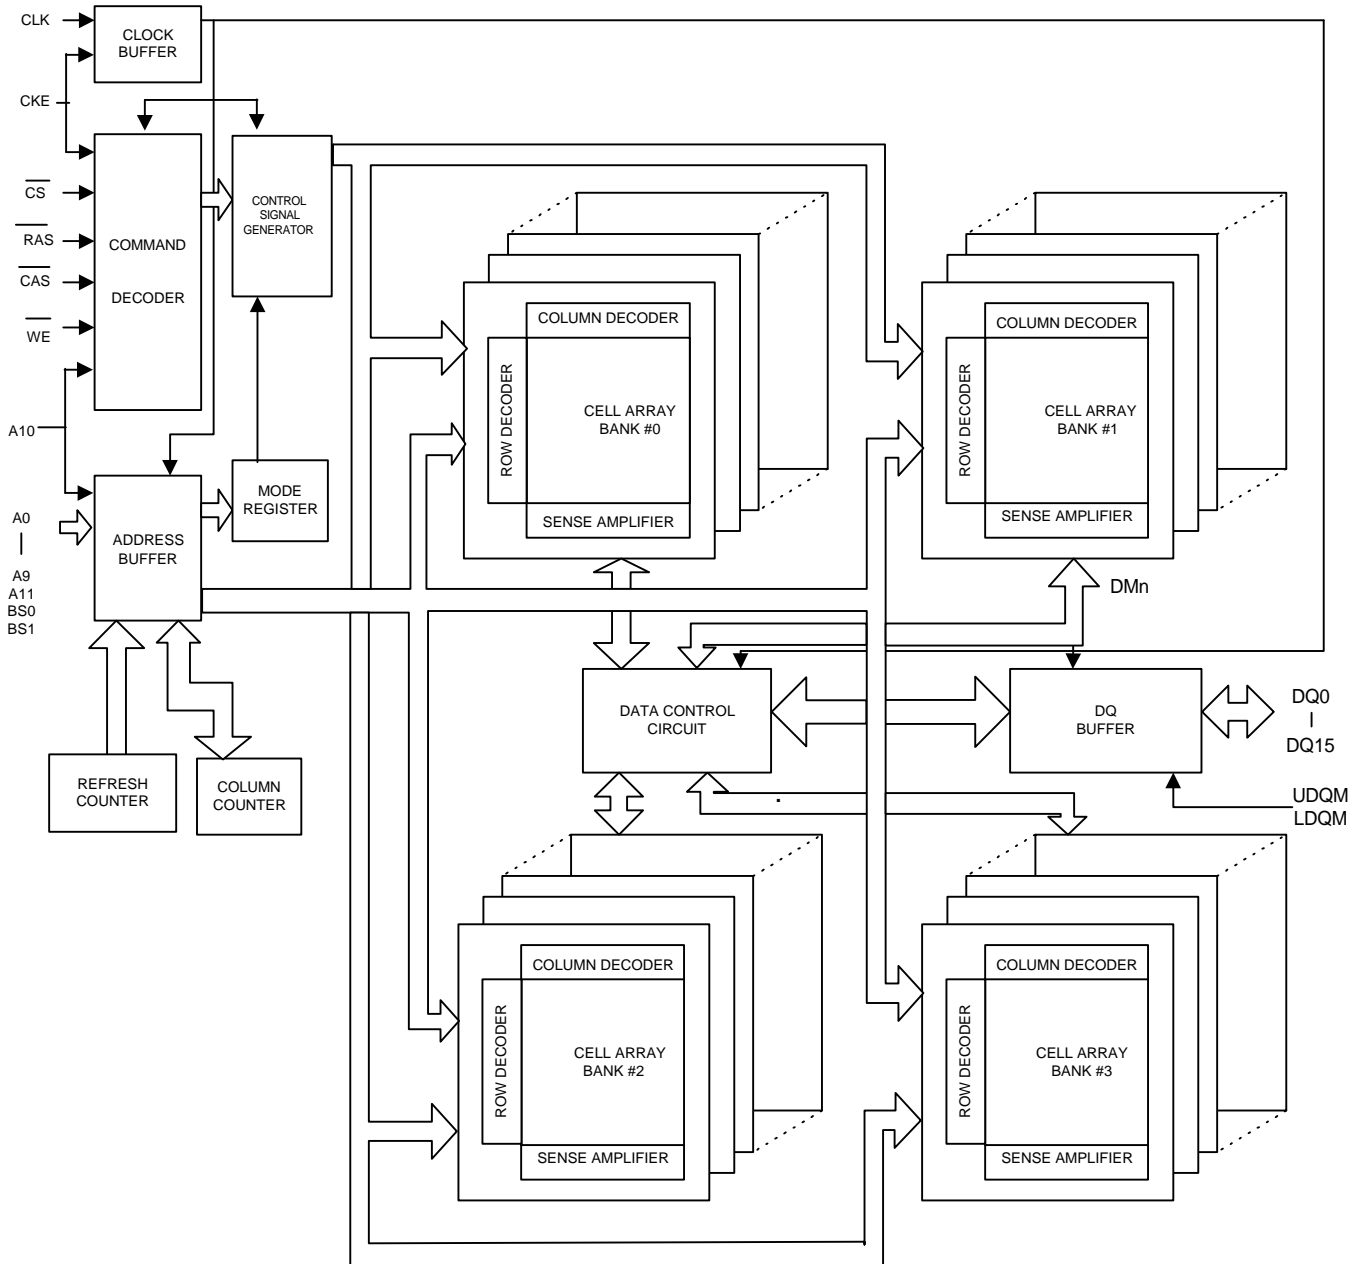 CLK
CLOCK
BUFFER
CKE
CS
RAS
CAS
WE
A10
COMMAND
DECODER
CONTROL
SIGNAL
GENERATOR
MODE
REGISTER
A0
A9
A11
BS0
BS1
ADDRESS
BUFFER
REFRESH
COUNTER
COLUMN
COUNTER
COLUMN DECODER
ROW DECODER
CELL ARRAY
BANK #0
SENSE AMPLIFIER
COLUMN DECODER
ROW DECODER
CELL ARRAY
BANK #1
SENSE AMPLIFIER
DMn
DATA CONTROL
CIRCUIT
DQ
BUFFER
DQ0
DQ15
UDQM
LDQM
COLUMN DECODER
ROW DECODER
CELL ARRAY
BANK #2
SENSE AMPLIFIER
COLUMN DECODER
ROW DECODER
CELL ARRAY
BANK #3
SENSE AMPLIFIER